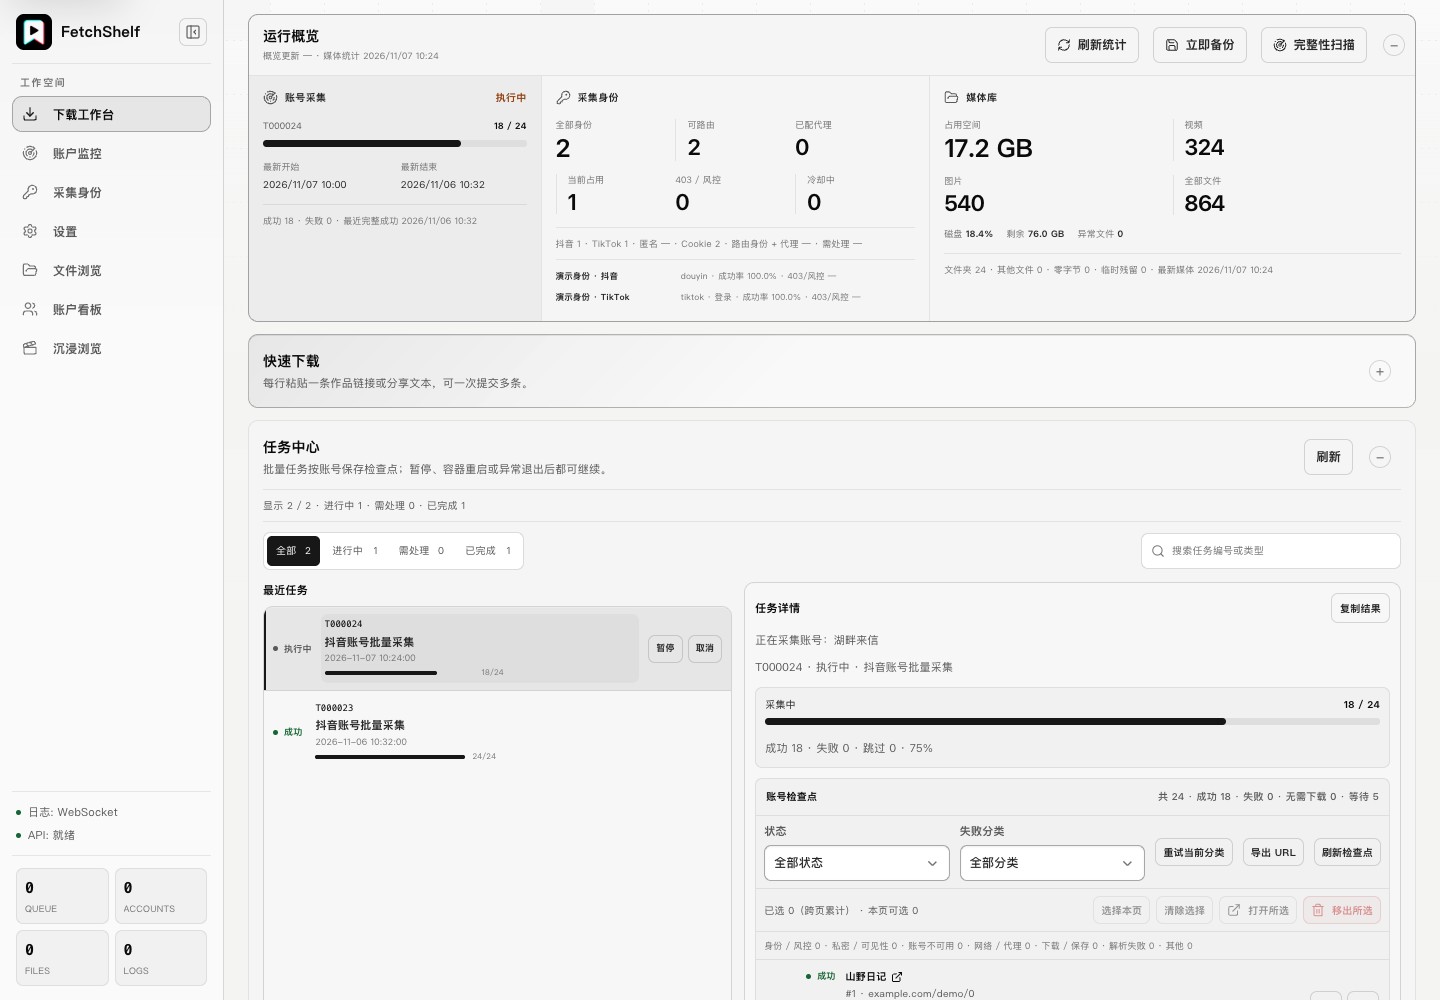 FetchShelf
工作空间
下载工作台
账户监控
采集身份
设置
文件浏览
账户看板
沉浸浏览
日志: WebSocket
API: 就绪
0
QUEUE
0
ACCOUNTS
0
FILES
0
LOGS
运行概览
概览更新 — · 媒体统计 2026/11/07 10:24
刷新统计
立即备份
完整性扫描
账号采集
执行中
T000024
18 / 24
最新开始
最新结束
2026/11/07 10:00
2026/11/06 10:32
成功 18 · 失败 0 · 最近完整成功 2026/11/06 10:32
采集身份
全部身份
可路由
已配代理
2
2
0
当前占用
403 / 风控
冷却中
1
0
0
抖音 1 · TikTok 1 · 匿名 — · Cookie 2 · 路由身份 + 代理 — · 需处理 —
演示身份 · 抖音
douyin · 成功率 100.0% · 403/风控 —
演示身份 · TikTok
tiktok · 登录 · 成功率 100.0% · 403/风控 —
媒体库
占用空间
视频
17.2 GB
324
图片
全部文件
540
864
磁盘 18.4%
剩余 76.0 GB
异常文件 0
文件夹 24 · 其他文件 0 · 零字节 0 · 临时残留 0 · 最新媒体 2026/11/07 10:24
快速下载
每行粘贴一条作品链接或分享文本，可一次提交多条。
任务中心
批量任务按账号保存检查点；暂停、容器重启或异常退出后都可继续。
刷新
显示 2 / 2 · 进行中 1 · 需处理 0 · 已完成 1
全部 2
进行中 1
需处理 0
已完成 1
搜索任务编号或类型
最近任务
执行中
T000024
抖音账号批量采集
2026-11-07 10:24:00
18/24
暂停
取消
成功
T000023
抖音账号批量采集
2026-11-06 10:32:00
24/24
任务详情
复制结果
正在采集账号：湖畔来信
T000024 · 执行中 · 抖音账号批量采集
采集中
18 / 24
成功 18 · 失败 0 · 跳过 0 · 75%
账号检查点
共 24 · 成功 18 · 失败 0 · 无需下载 0 · 等待 5
状态
失败分类
全部状态
全部分类
重试当前分类
导出 URL
刷新检查点
已选 0（跨页累计） · 本页可选 0
选择本页
清除选择
打开所选
移出所选
身份 / 风控 0 · 私密 / 可见性 0 · 账号不可用 0 · 网络 / 代理 0 · 下载 / 保存 0 · 解析失败 0 · 其他 0
成功
山野日记
#1 · example.com/demo/0